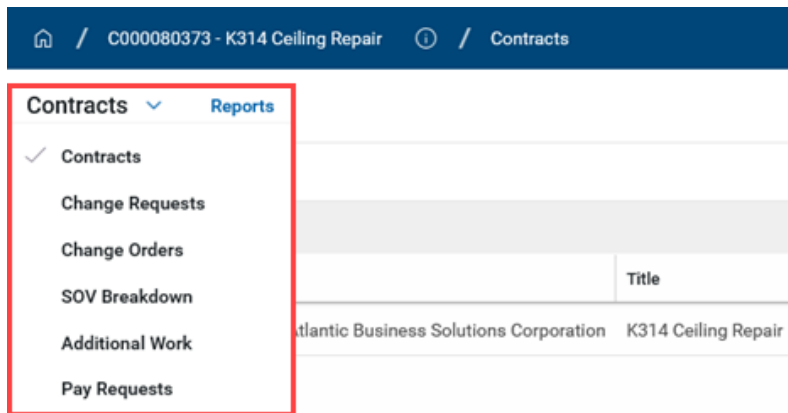 / C000080373 - K314 Ceiling Repair / Contracts
Contracts Reports
Contracts
Change Requests
Change Orders
SOV Breakdown
Title
Additional Work
tlantic Business Solutions Corporation K314 Ceiling Repair
Pay Requests